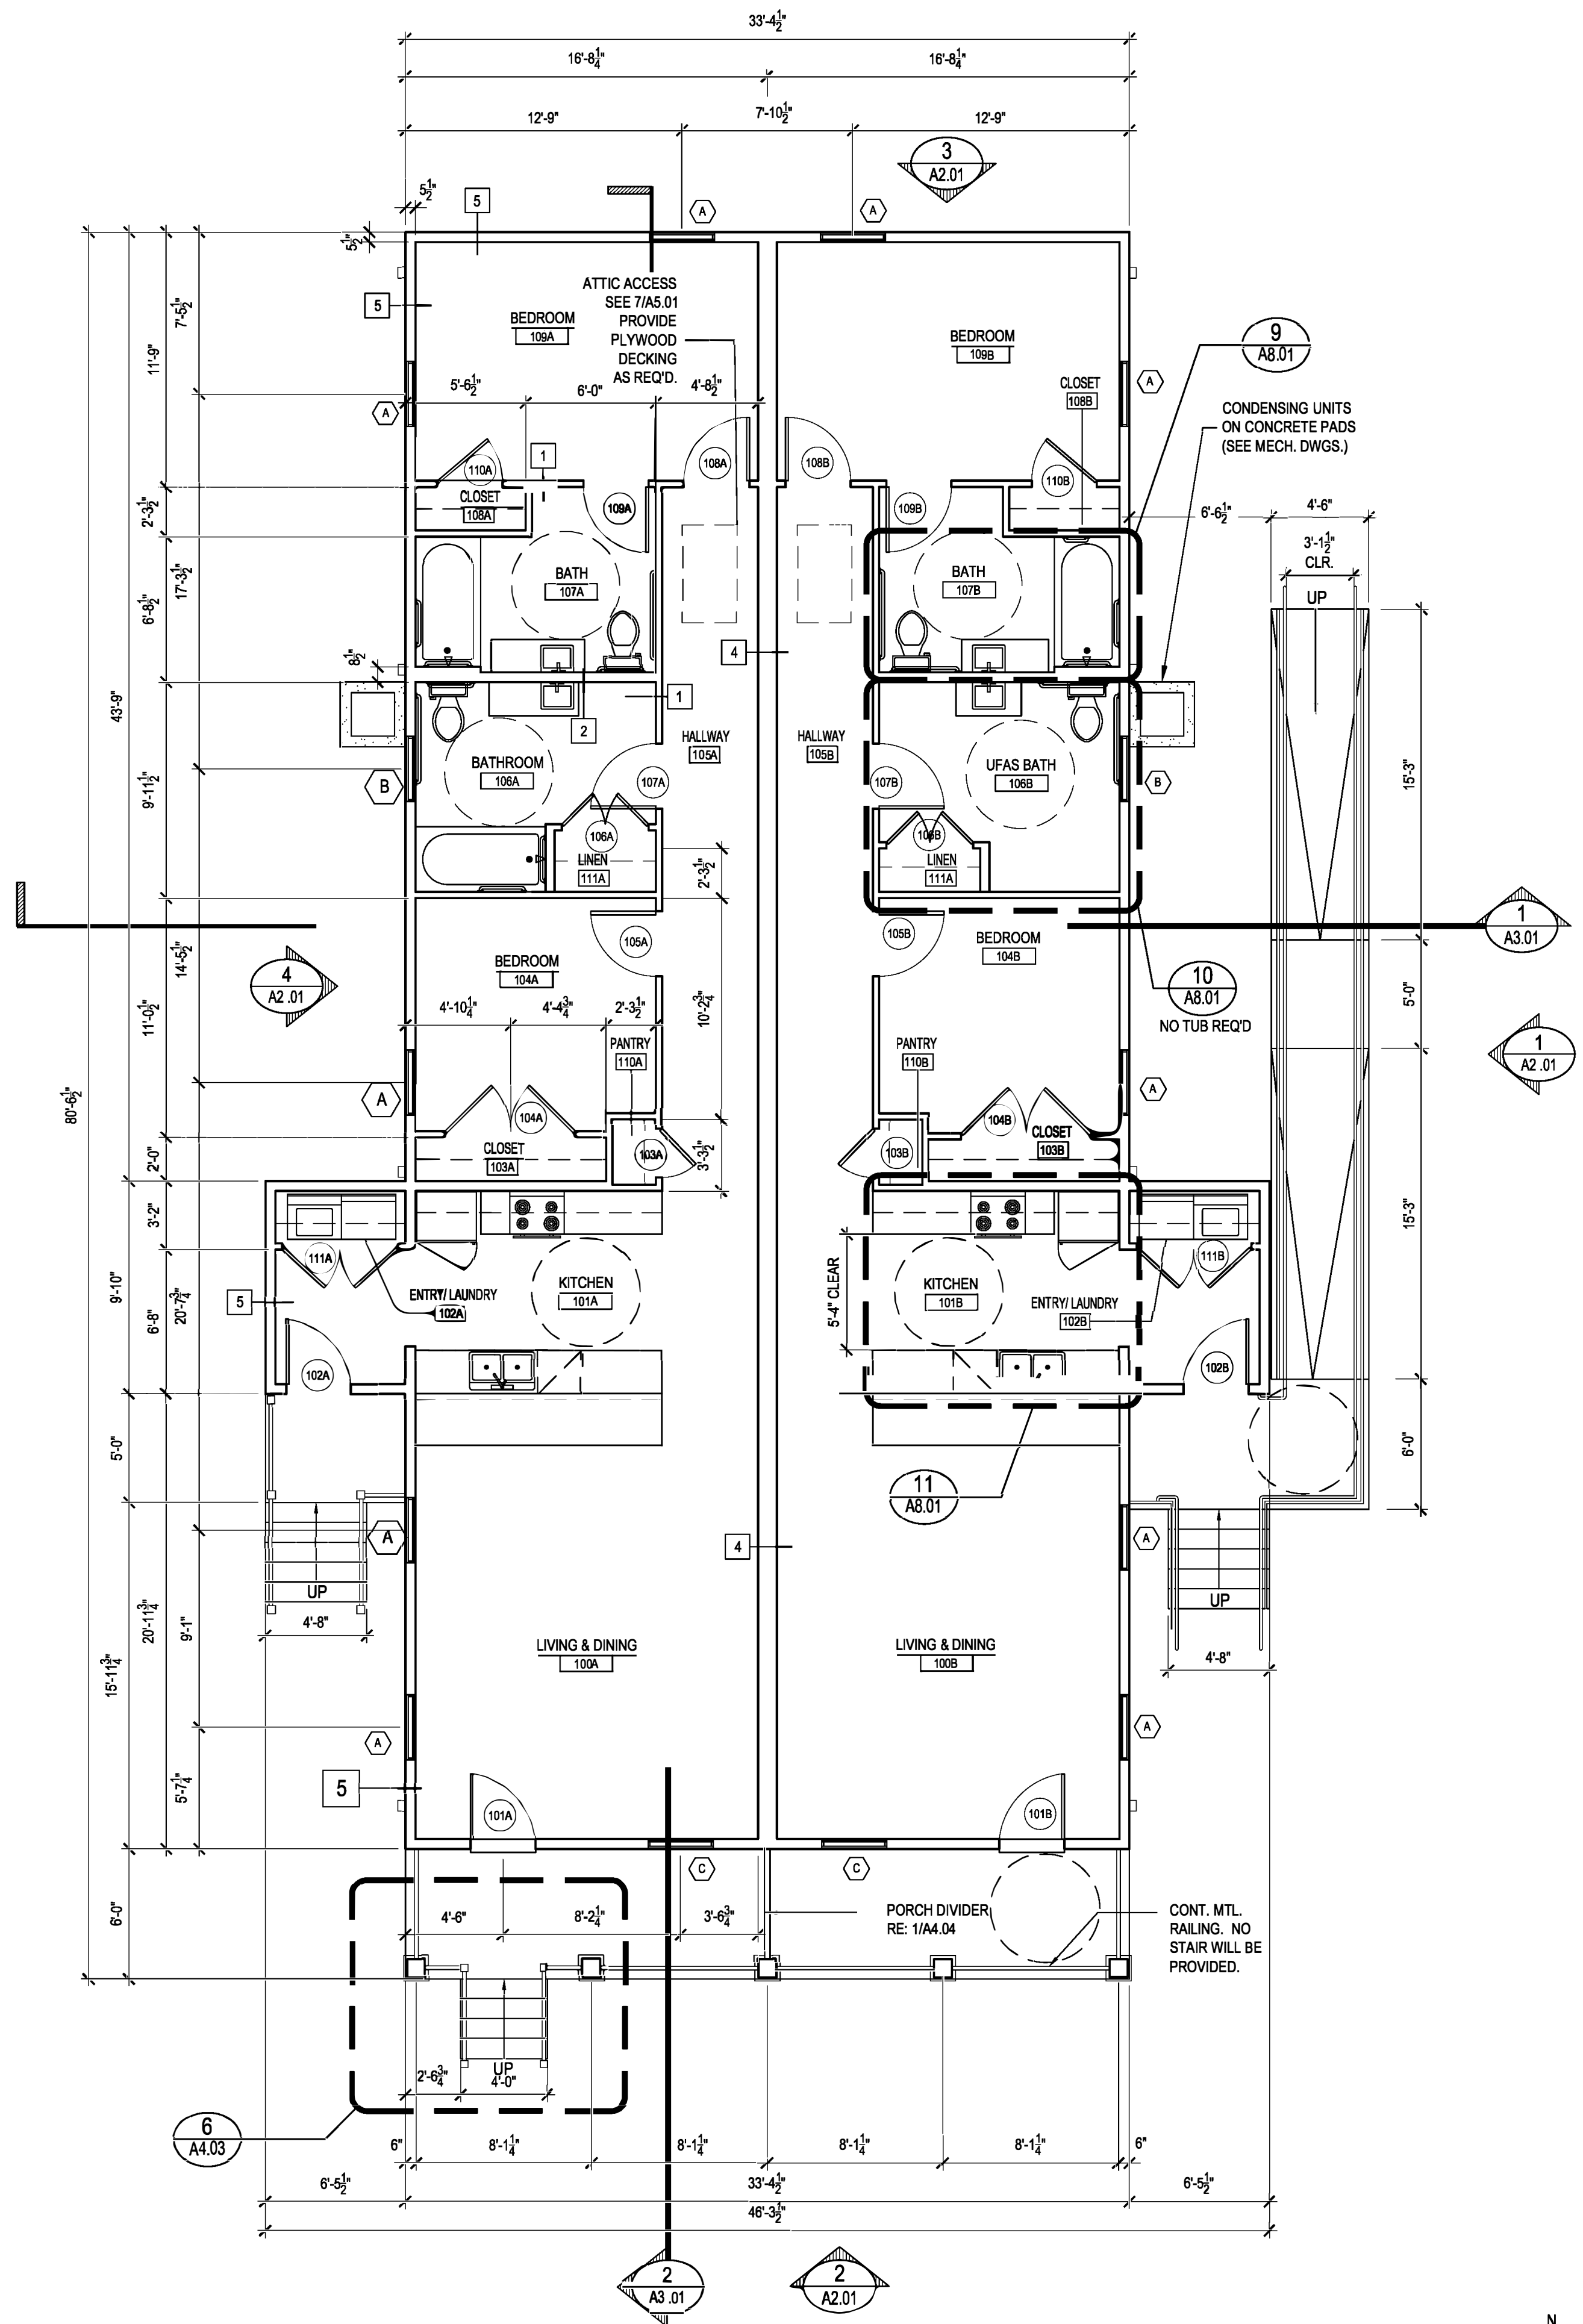 33'-4½"
16'-8¼" 16'-8¼"
12'-9" 7'-10½" 12'-9"
3
A2.01
5½"
5
A
A
5½"
7'-5½"
ATTIC ACCESS
SEE 7/A5.01
PROVIDE
PLYWOOD
DECKING
AS REQ'D.
5
BEDROOM
109A
BEDROOM
109B
9
A8.01
11'-9"
5'-6½" 6'-0" 4'-8½"
CLOSET
108B
A
A
CONDENSING UNITS
ON CONCRETE PADS
(SEE MECH. DWGS.)
110A
1
108A
108B
110B
CLOSET
108A
109A
109B
2'-3½"
6'-6½"
4'-6"
3'-1½"
CLR.
UP
BATH
107A
BATH
107B
17'-3½"
6'-8½"
4
8½"
1
2
43'-9"
HALLWAY
105A
HALLWAY
105B
BATHROOM
106A
UFAS BATH
106B
107A
107B
B
B
9'-11½"
15'-3"
106A
106B
LINEN
111A
LINEN
111A
2'-3½"
1
A3.01
105A
105B
BEDROOM
104A
BEDROOM
104B
4
A2 .01
14'-5½"
11'-0½"
10
A8.01
NO TUB REQ'D
5'-0"
4'-10¼" 4'-4¾" 2'-3½"
10'-2¾"
PANTRY
110A
PANTRY
110B
1
A2 .01
80'-6½"
A
A
104A
104B
CLOSET
103A
CLOSET
103B
103A
103B
2'-0"
3'-3½"
3'-2"
15'-3"
111A
111B
ENTRY/ LAUNDRY
102A
KITCHEN
101A
KITCHEN
101B
ENTRY/ LAUNDRY
102B
5
5'-4" CLEAR
9'-10"
6'-8"
20'-7¾"
102A
102B
5'-0"
6'-0"
11
A8.01
A
4
A
UP
4'-8"
UP
4'-8"
20'-11¾"
9'-1"
15'-11¾"
LIVING & DINING
100A
LIVING & DINING
100B
A
A
5
5'-7¼"
101A
101B
C
C
6'-0"
4'-6" 8'-2¼" 3'-6¾"
PORCH DIVIDER
RE: 1/A4.04
CONT. MTL.
RAILING. NO
STAIR WILL BE
PROVIDED.
2'-6¾"
UP
4'-0"
6
A4.03
6" 8'-1¼" 8'-1¼" 8'-1¼" 8'-1¼" 6"
6'-5½" 33'-4½" 6'-5½"
46'-3½"
2
A3 .01
2
A2.01
N